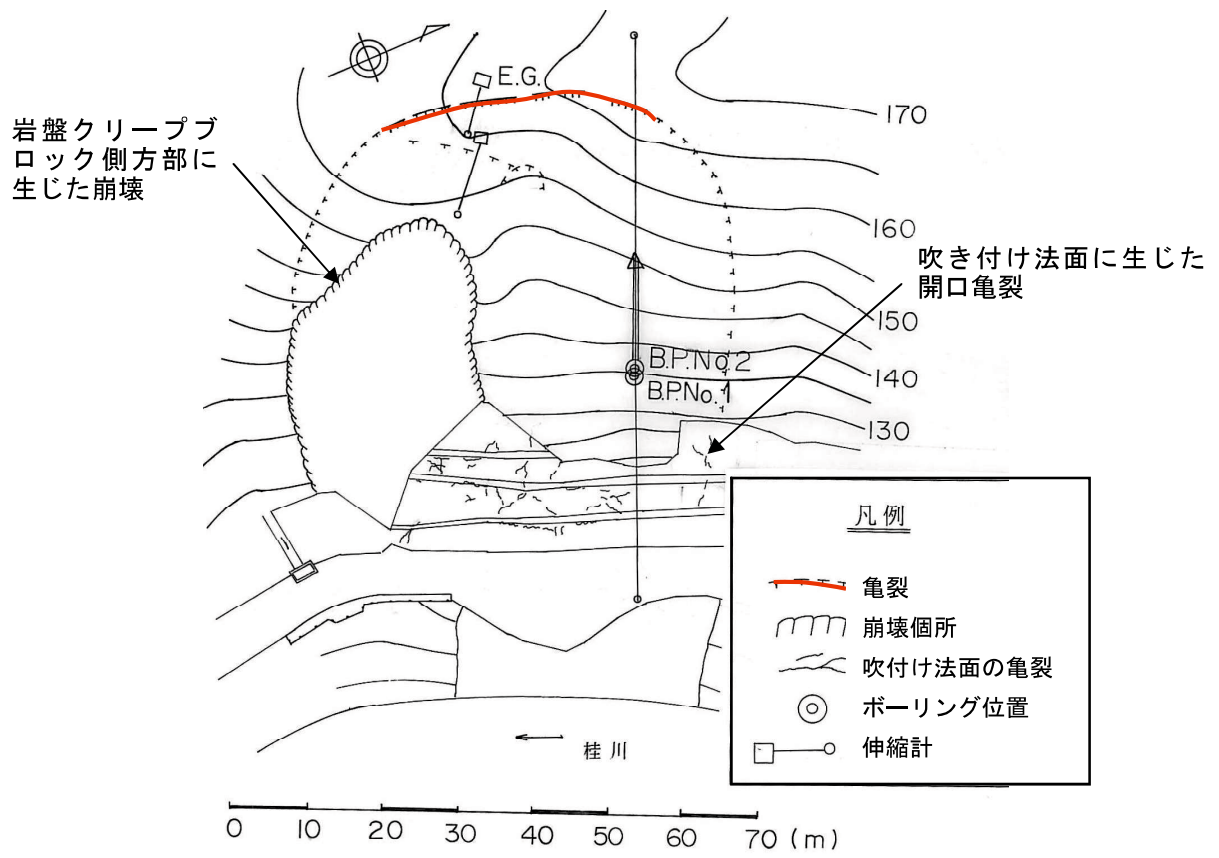 E.G.
170
岩盤クリープブ
ロック側方部に
生じた崩壊
160
吹き付け法面に生じた
開口亀裂
150
B.P.No.2
140
B.P.No.1
130
凡例
亀裂
崩壊個所
吹付け法面の亀裂
ボーリング位置
伸縮計
桂川
0 10 20 30 40 50 60 70 (m)